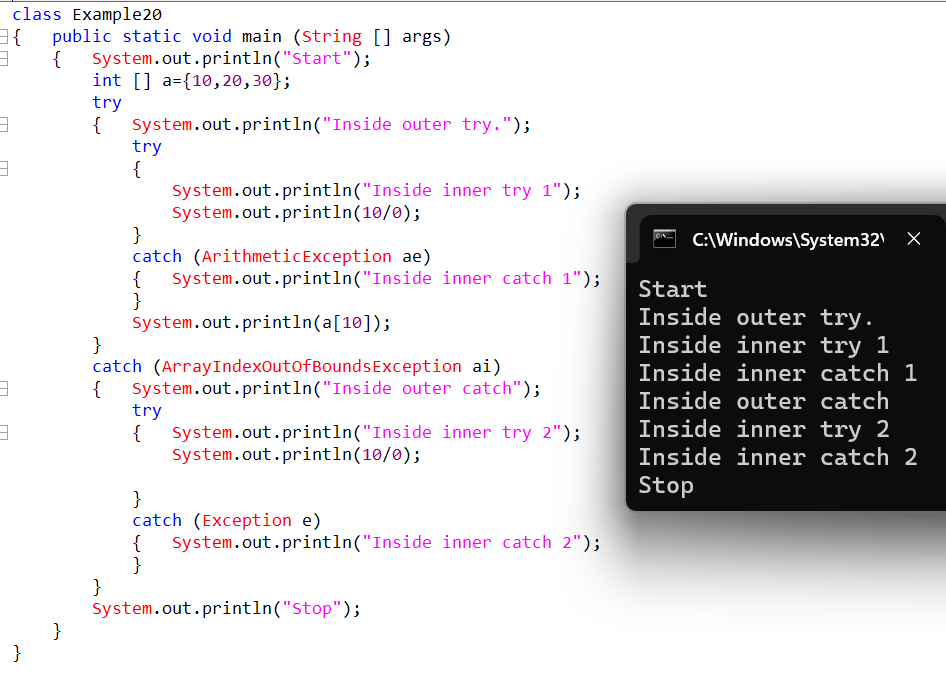 class Example20
{   public static void main (String [] args)
    {   System.out.println("Start");
        int [] a={10,20,30};
        try
        {   System.out.println("Inside outer try.");
            try
            {
                System.out.println("Inside inner try 1");
                System.out.println(10/0);
            }
            catch (ArithmeticException ae)
            {   System.out.println("Inside inner catch 1");
            }
            System.out.println(a[10]);
        }
        catch (ArrayIndexOutOfBoundsException ai)
        {   System.out.println("Inside outer catch");
            try
            {   System.out.println("Inside inner try 2");
                System.out.println(10/0);

            }
            catch (Exception e)
            {   System.out.println("Inside inner catch 2");
            }
        }
        System.out.println("Stop");
    }
}
C:\Windows\System32\
Start
Inside outer try.
Inside inner try 1
Inside inner catch 1
Inside outer catch
Inside inner try 2
Inside inner catch 2
Stop